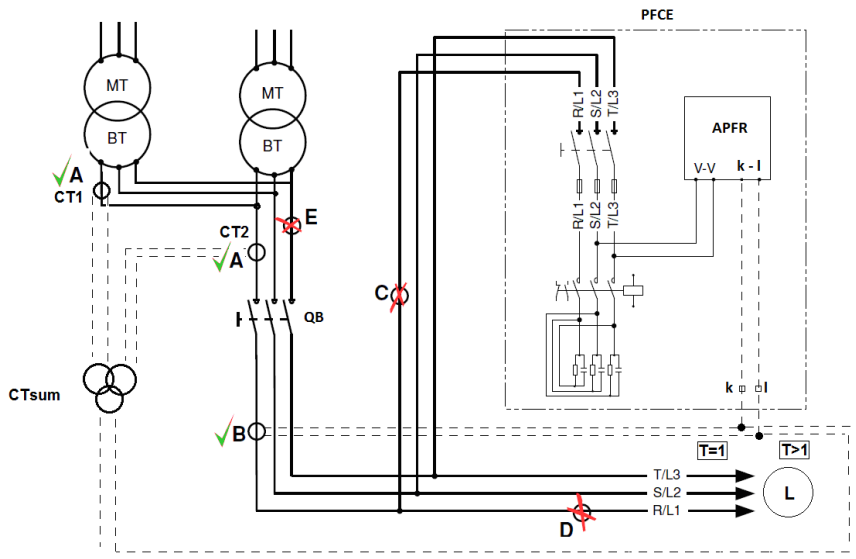 PFCE
MT
MT
BT
BT
R/L1
S/L2
T/L3
APFR
V-V
k - l
A
CT1
E
CT2
A
R/L1
S/L2
T/L3
C
QB
CTsum
k
l
B
T=1
T>1
T/L3
S/L2
R/L1
L
D